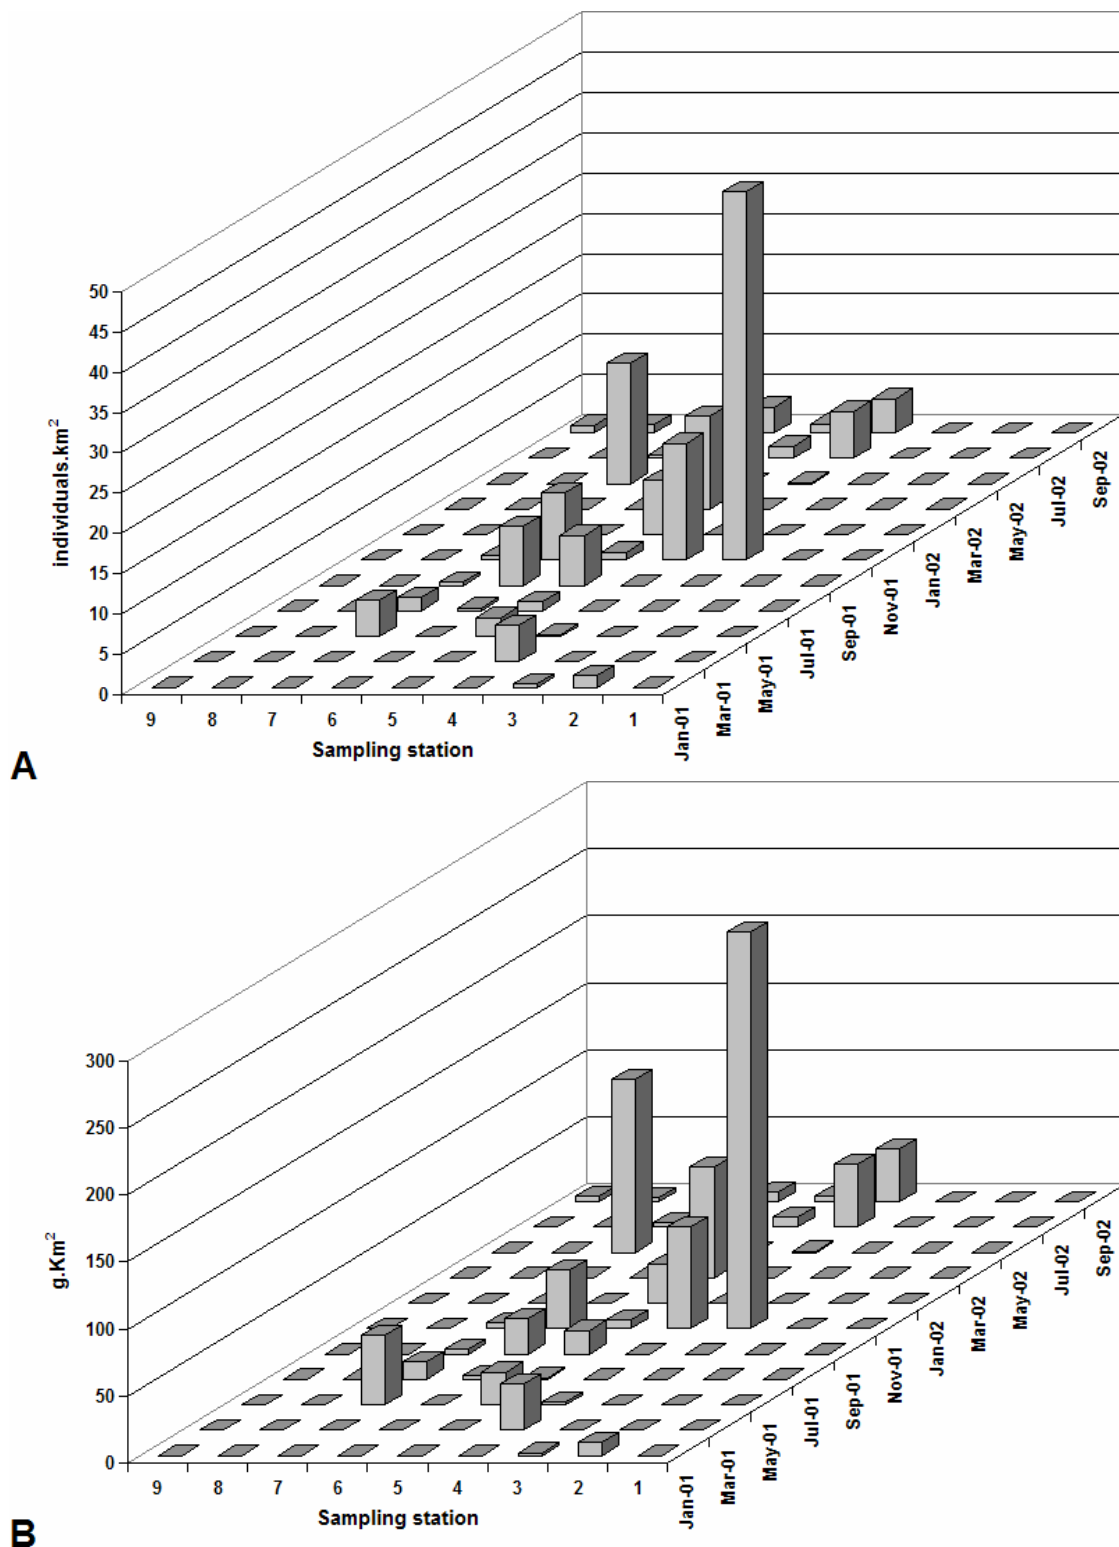 50
45
40
35
30
25
20
15
10
5
0
individuals.km²
9 8 7 6 5 4 3 2 1
Sampling station
Jan-01
Mar-01
May-01
Jul-01
Sep-01
Nov-01
Jan-02
Mar-02
May-02
Jul-02
Sep-02
A
300
250
200
150
100
50
0
g.Km²
9 8 7 6 5 4 3 2 1
Sampling station
Jan-01
Mar-01
May-01
Jul-01
Sep-01
Nov-01
Jan-02
Mar-02
May-02
Jul-02
Sep-02
B